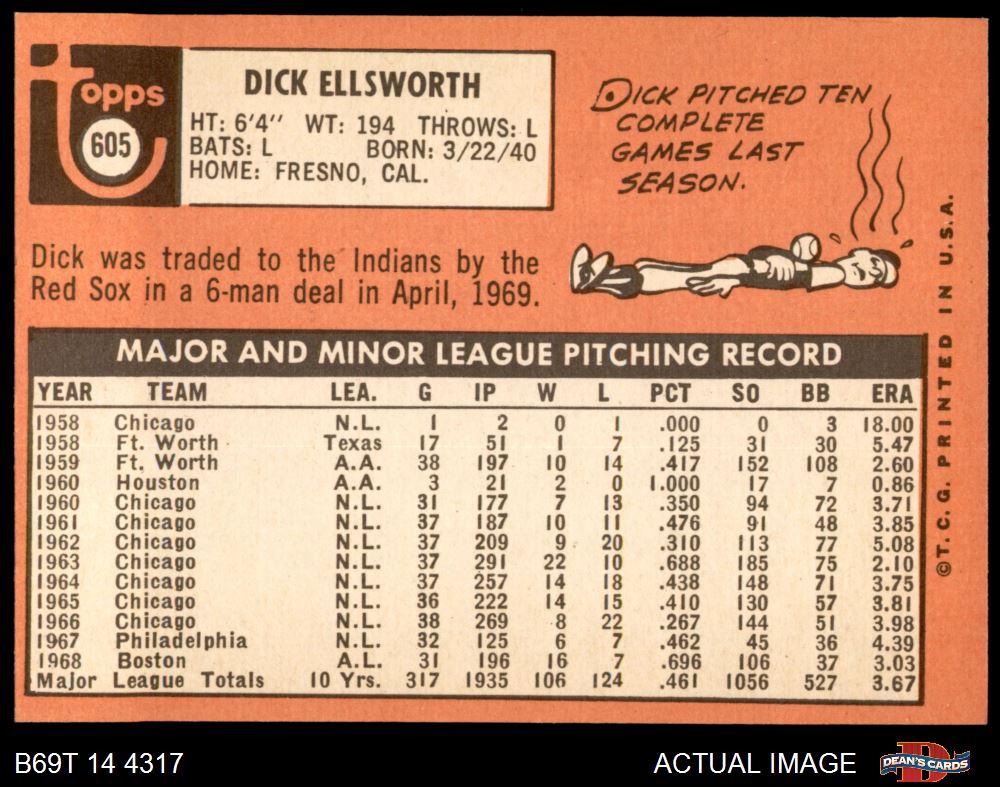 Topps
605
DICK ELLSWORTH
HT: 6'4" WT: 194 THROWS: L
BATS: L BORN: 3/22/40
HOME: FRESNO, CAL.
DICK PITCHED TEN
COMPLETE
GAMES LAST
SEASON.
Dick was traded to the Indians by the
Red Sox in a 6-man deal in April, 1969.
MAJOR AND MINOR LEAGUE PITCHING RECORD
YEAR TEAM LEA. G IP W L PCT SO BB ERA
1958 Chicago N.L. 1 2 0 1 .000 0 3 18.00
1958 Ft. Worth Texas 17 51 1 7 .125 31 30 5.47
1959 Ft. Worth A.A. 38 197 10 14 .417 152 108 2.60
1960 Houston A.A. 3 21 2 0 1.000 17 7 0.86
1960 Chicago N.L. 31 177 7 13 .350 94 72 3.71
1961 Chicago N.L. 37 187 10 11 .476 91 48 3.85
1962 Chicago N.L. 37 209 9 20 .310 113 77 5.08
1963 Chicago N.L. 37 291 22 10 .688 185 75 2.10
1964 Chicago N.L. 37 257 14 18 .438 148 71 3.75
1965 Chicago N.L. 36 222 14 15 .410 130 57 3.81
1966 Chicago N.L. 38 269 8 22 .267 144 51 3.98
1967 Philadelphia N.L. 32 125 6 7 .462 45 36 4.39
1968 Boston A.L. 31 196 16 7 .696 106 37 3.03
Major League Totals 10 Yrs. 317 1935 106 124 .461 1056 527 3.67
©T.C.G. PRINTED IN U.S.A.
B69T 14 4317
ACTUAL IMAGE
DEAN'S CARDS